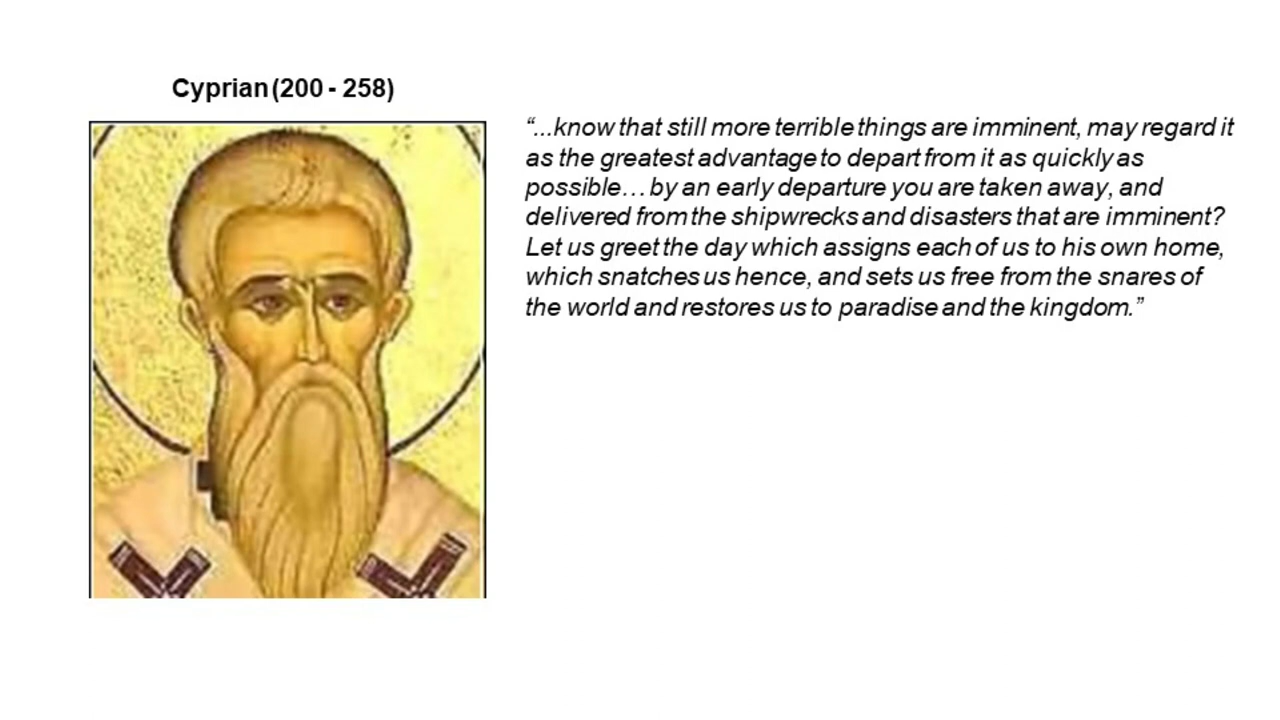 Cyprian (200 - 258)
“...know that still more terrible things are imminent, may regard it
as the greatest advantage to depart from it as quickly as
possible… by an early departure you are taken away, and
delivered from the shipwrecks and disasters that are imminent?
Let us greet the day which assigns each of us to his own home,
which snatches us hence, and sets us free from the snares of
the world and restores us to paradise and the kingdom.”